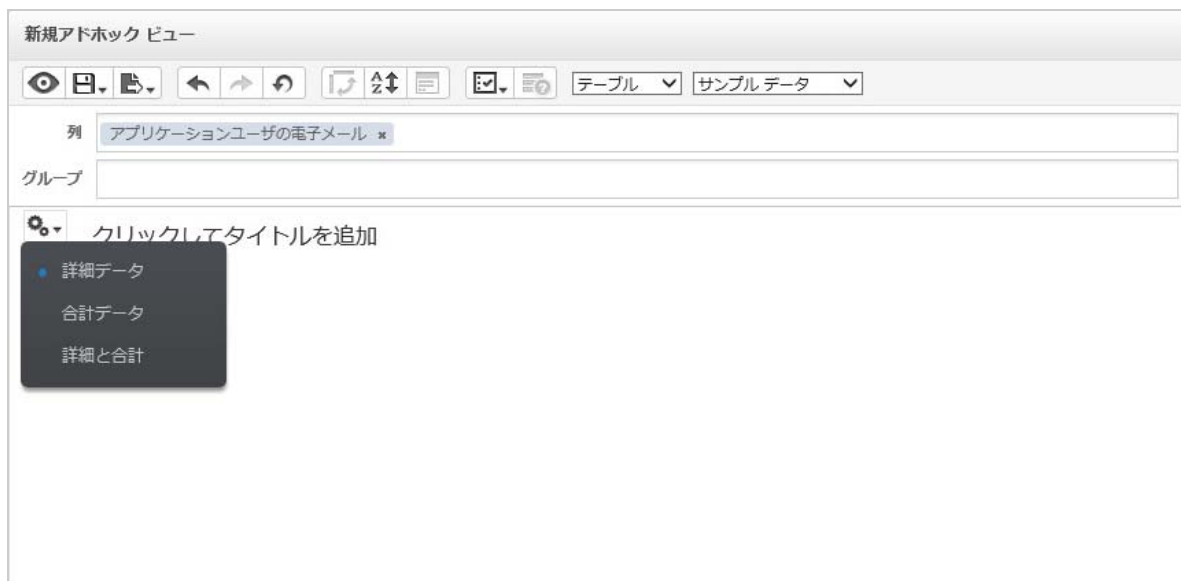 新規アドホック ビュー
テーブル サンプル データ
列 アプリケーションユーザの電子メール ×
グループ
クリックしてタイトルを追加
詳細データ
合計データ
詳細と合計